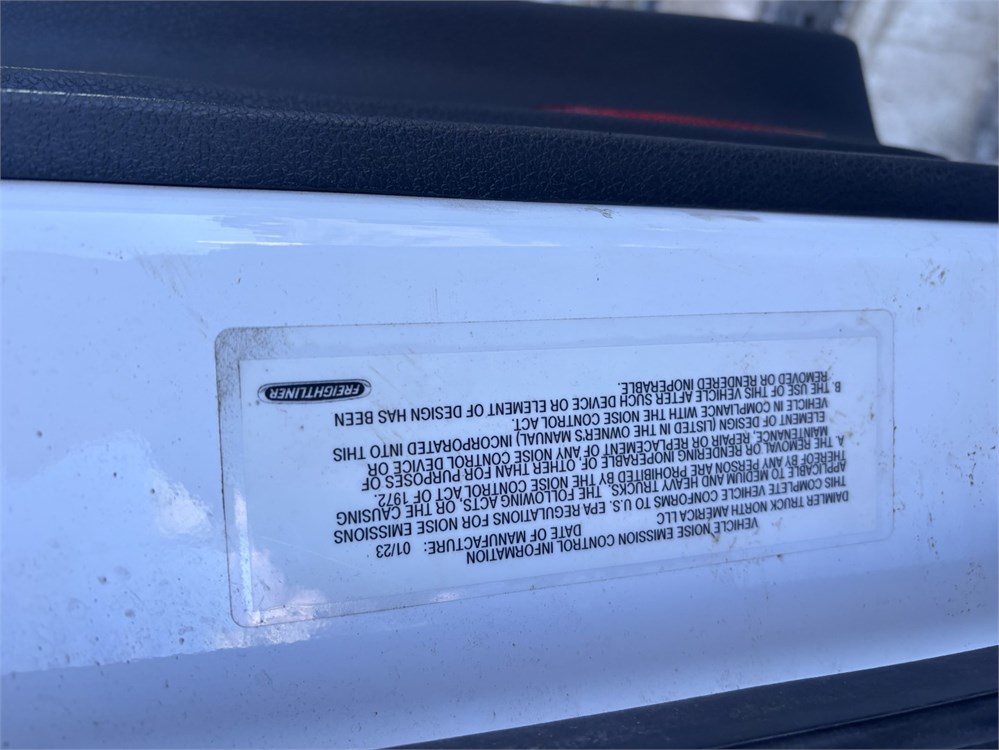 VEHICLE NOISE EMISSION CONTROL INFORMATION
DAIMLER TRUCK NORTH AMERICA LLC DATE OF MANUFACTURE: 01/23
THIS COMPLETE VEHICLE CONFORMS TO U.S. EPA REGULATIONS FOR NOISE EMISSIONS
APPLICABLE TO MEDIUM AND HEAVY TRUCKS. THE FOLLOWING ACTS, OR THE CAUSING
THEREOF BY ANY PERSON ARE PROHIBITED BY THE NOISE CONTROL ACT OF 1972.
A. THE REMOVAL OR RENDERING INOPERABLE OF OTHER THAN FOR PURPOSES OF
MAINTENANCE, REPAIR, OR REPLACEMENT OF ANY NOISE CONTROL DEVICE OR
ELEMENT OF DESIGN (LISTED IN THE OWNER'S MANUAL) INCORPORATED INTO THIS
VEHICLE IN COMPLIANCE WITH THE NOISE CONTROL ACT.
B. THE USE OF THIS VEHICLE AFTER SUCH DEVICE OR ELEMENT OF DESIGN HAS BEEN
REMOVED OR RENDERED INOPERABLE.
FREIGHTLINER